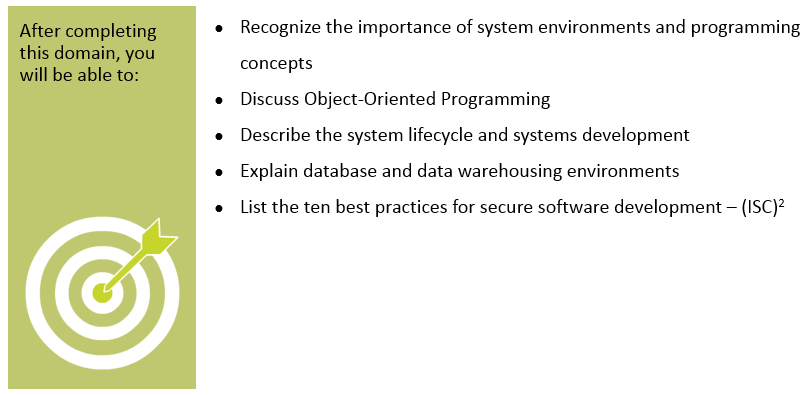 After completing
this domain, you
will be able to:
• Recognize the importance of system environments and programming
concepts
• Discuss Object-Oriented Programming
• Describe the system lifecycle and systems development
• Explain database and data warehousing environments
• List the ten best practices for secure software development – (ISC)²